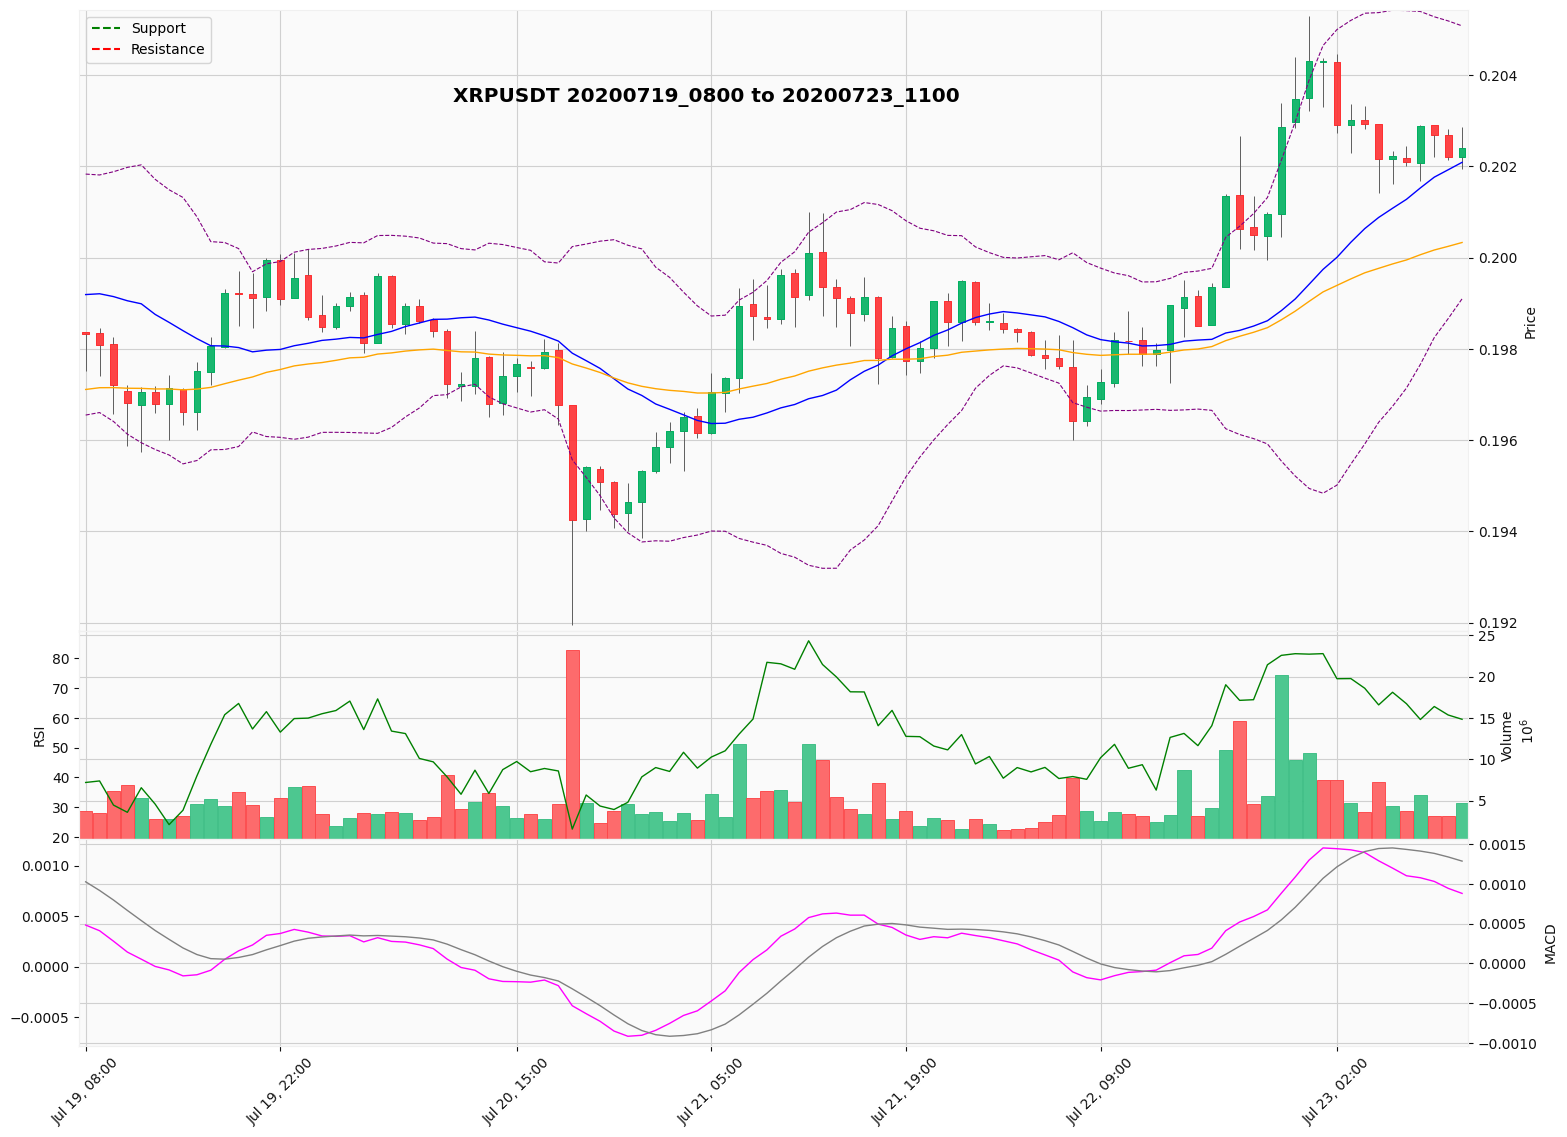 Support
Resistance
XRPUSDT 20200719_0800 to 20200723_1100
0.204
0.202
0.200
0.198
0.196
0.194
0.192
Price
80
70
60
50
40
30
20
RSI
25
20
15
10
5
Volume
10^6
0.0010
0.0005
0.0000
−0.0005
0.0015
0.0010
0.0005
0.0000
−0.0005
−0.0010
MACD
Jul 19, 08:00
Jul 19, 22:00
Jul 20, 15:00
Jul 21, 05:00
Jul 21, 19:00
Jul 22, 09:00
Jul 23, 02:00